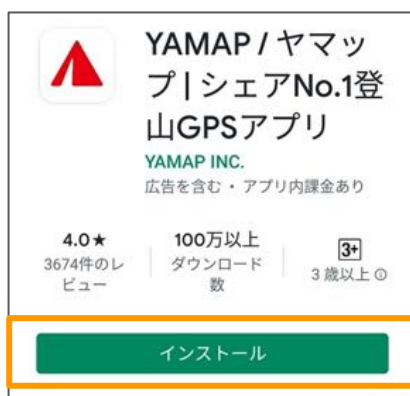 YAMAP / ヤマッ
プ | シェアNo.1登
山GPSアプリ
YAMAP INC.
広告を含む・アプリ内課金あり
4.0★
3674件のレ
ビュー
100万以上
ダウンロード
数
3+
3 歳以上 ⓘ
インストール